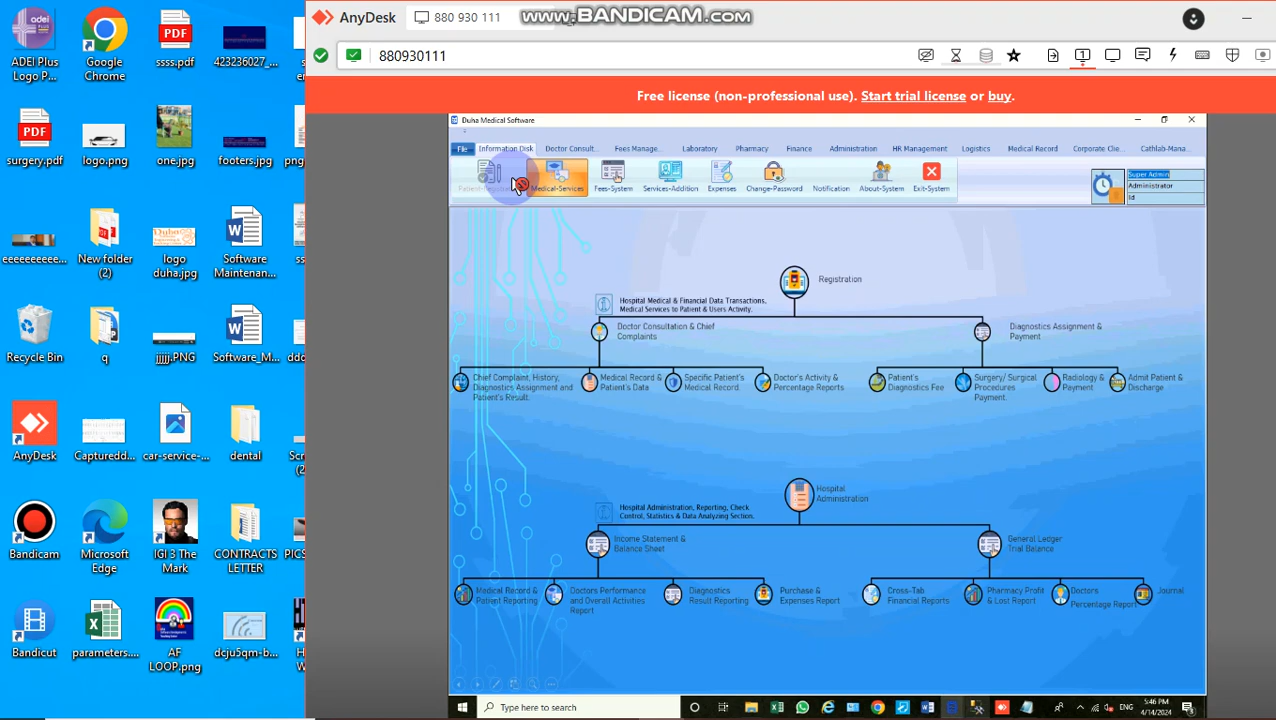 AnyDesk
880 930 111
www.BANDICAM.com
880930111
Free license (non-professional use). Start trial license or buy.
Duha Medical Software
File
Information Disk
Doctor Consult...
Fees Manage...
Laboratory
Pharmacy
Finance
Administration
HR Management
Logistics
Medical Record
Corporate Clie...
Cathlab-Mana...
Medical-Services
Fees-System
Services-Addition
Expenses
Change-Password
Notification
About-System
Exit-System
Super Admin
Administrator
Id
Registration
Hospital Medical & Financial Data Transactions,
Medical Services to Patient & Users Activity.
Doctor Consultation & Chief
Complaints
Diagnostics Assignment &
Payment
Chief Complaint, History,
Diagnostics Assignment and
Patient's Result.
Medical Record &
Patient's Data
Specific Patient's
Medical Record.
Doctor's Activity &
Percentage Reports
Patient's
Diagnostics Fee
Surgery/ Surgical
Procedures
Payment.
Radiology &
Payment
Admit Patient &
Discharge
Hospital
Administration
Hospital Administration, Reporting, Check
Control, Statistics & Data Analyzing Section.
Income Statement &
Balance Sheet
General Ledger
Trial Balance
Medical Record &
Patient Reporting
Doctors Performance
and Overall Activities
Report
Diagnostics
Result Reporting
Purchase &
Expenses Report
Cross-Tab
Financial Reports
Pharmacy Profit
& Lost Report
Doctors
Percentage Report
Journal
Type here to search
ENG
5:46 PM
4/14/2024
ADEI Plus
Logo P...
Google
Chrome
ssss.pdf
423236027_...
surgery.pdf
logo.png
one.jpg
footers.jpg
png
eeeeeeeeee...
New folder
(2)
logo
duha.jpg
Software
Maintenan...
Recycle Bin
q
jjjjj.PNG
Software_M...
AnyDesk
Capturedd...
car-service-...
dental
Bandicam
Microsoft
Edge
IGI 3 The
Mark
CONTRACTS
LETTER
PICS
Bandicut
parameters....
AF
LOOP.png
dcju5mq-b...